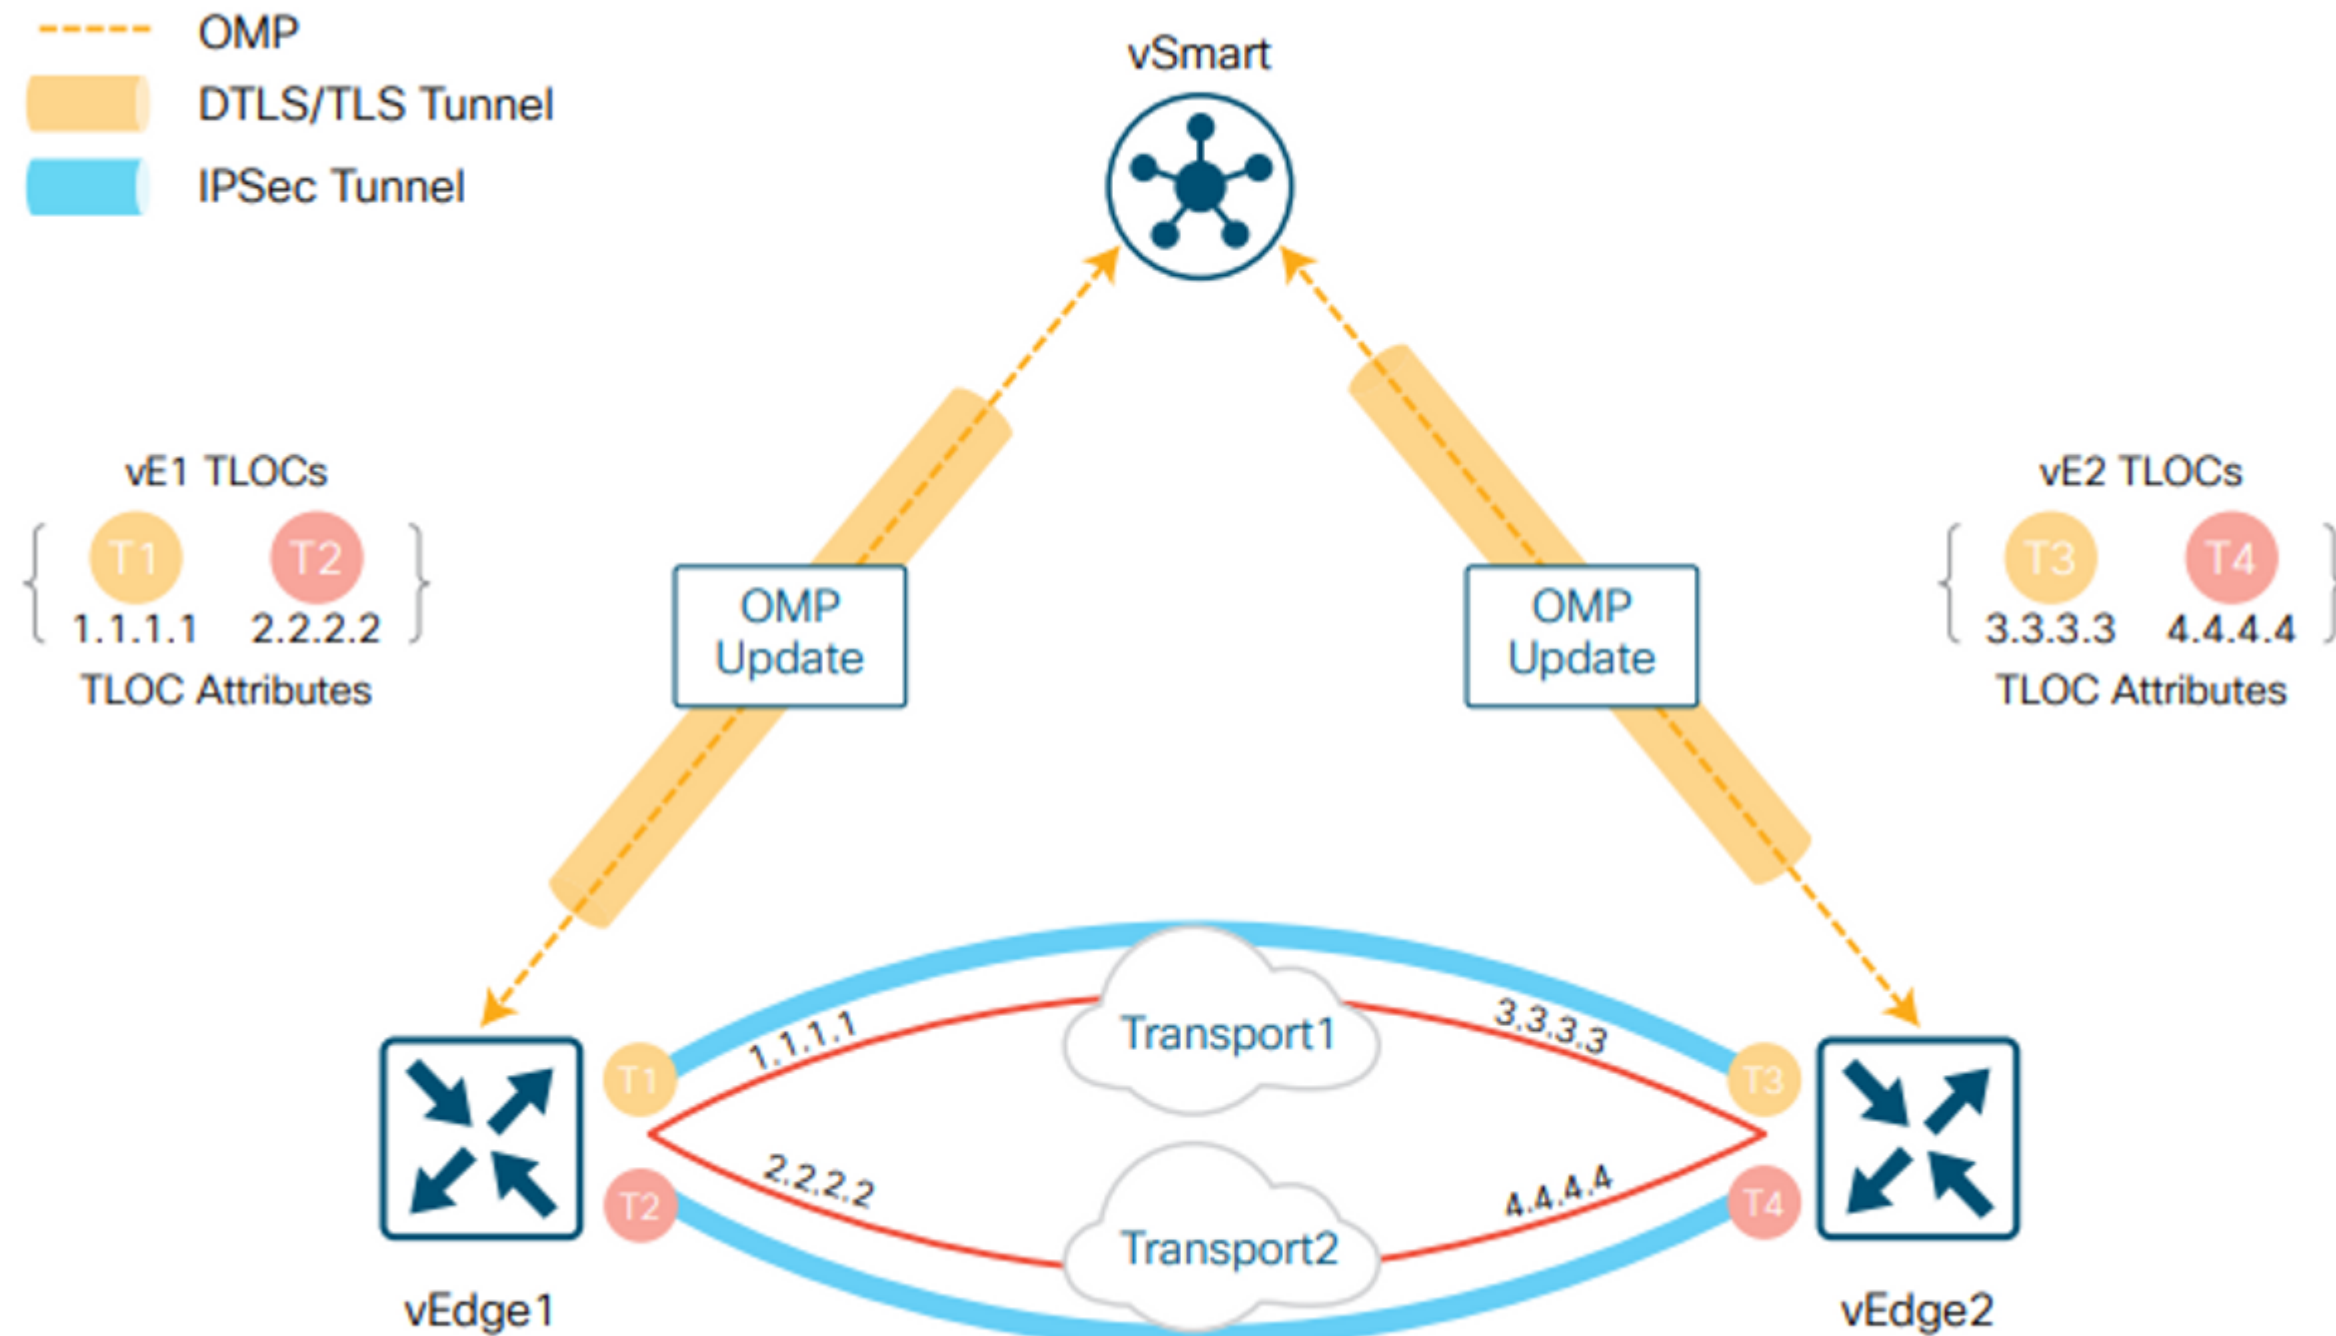 OMP
DTLS/TLS Tunnel
IPSec Tunnel
vSmart
vE1 TLOCs
T1 T2
1.1.1.1 2.2.2.2
TLOC Attributes
OMP
Update
OMP
Update
vE2 TLOCs
T3 T4
3.3.3.3 4.4.4.4
TLOC Attributes
T1
1.1.1.1
Transport1
3.3.3.3
T3
T2
2.2.2.2
Transport2
4.4.4.4
T4
vEdge1
vEdge2